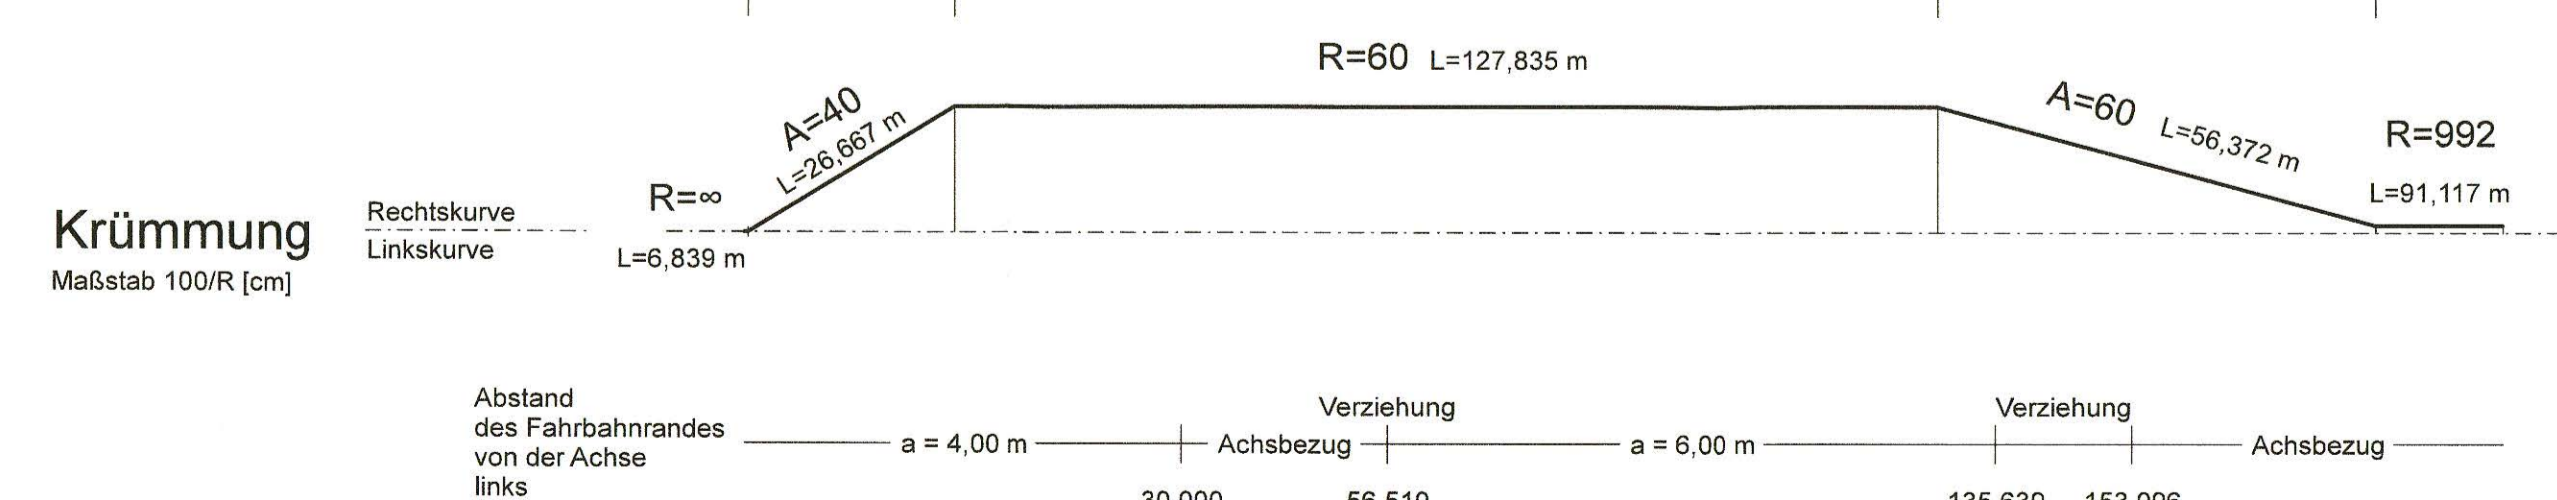 R=60 L=127,835 m
A=40
L=26,667 m
A=60 L=56,372 m
R=992
L=91,117 m
R=∞
L=6,839 m
Krümmung
Maßstab 100/R [cm]
Rechtskurve
Linkskurve
Abstand
des Fahrbahnrandes
von der Achse
links
Verziehung Verziehung
a = 4,00 m Achsbezug a = 6,00 m Achsbezug